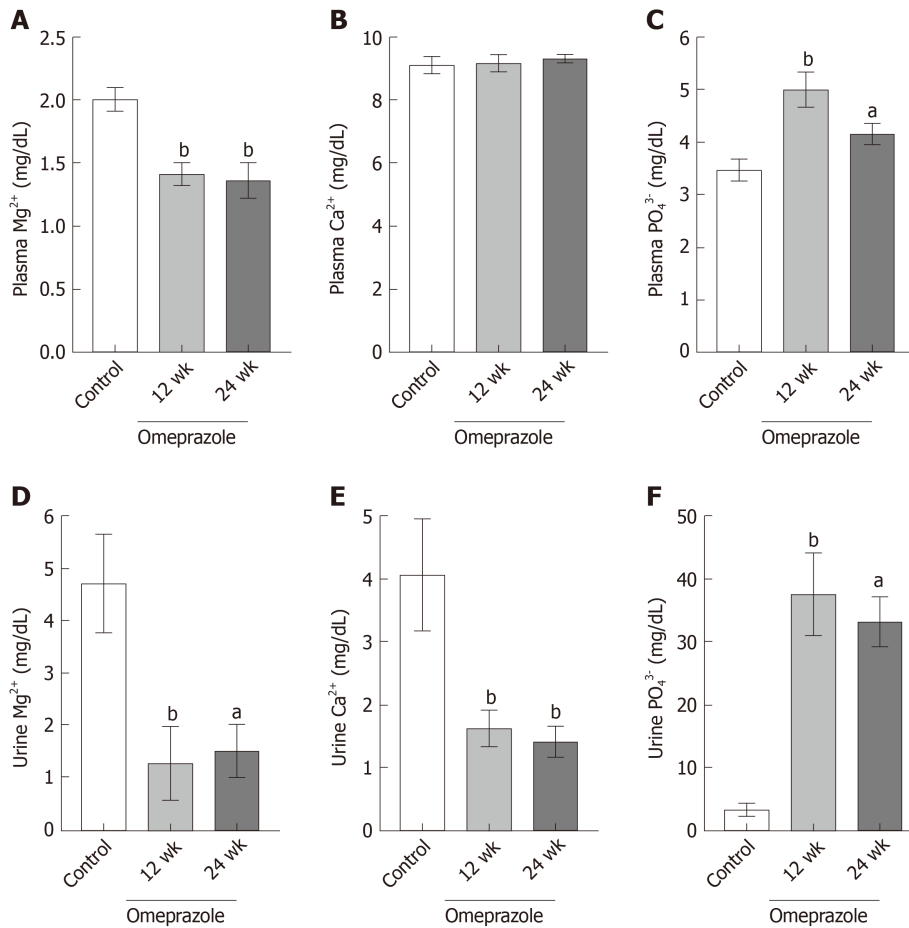 A
Plasma Mg²⁺ (mg/dL)
2.5
2.0
1.5
1.0
0.5
0.0
b
b
Control
12 wk
24 wk
Omeprazole
B
Plasma Ca²⁺ (mg/dL)
10
8
6
4
2
0
Control
12 wk
24 wk
Omeprazole
C
Plasma PO₄³⁻ (mg/dL)
6
5
4
3
2
1
0
b
a
Control
12 wk
24 wk
Omeprazole
D
Urine Mg²⁺ (mg/dL)
6
5
4
3
2
1
0
b
a
Control
12 wk
24 wk
Omeprazole
E
Urine Ca²⁺ (mg/dL)
5
4
3
2
1
0
b
b
Control
12 wk
24 wk
Omeprazole
F
Urine PO₄³⁻ (mg/dL)
50
40
30
20
10
0
b
a
Control
12 wk
24 wk
Omeprazole